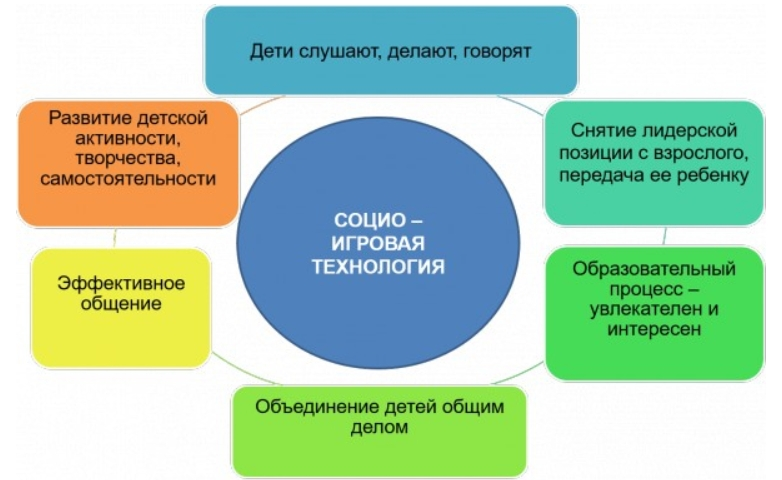 Дети слушают, делают, говорят
Снятие лидерской
позиции с взрослого,
передача ее ребенку
Образовательный
процесс –
увлекателен и
интересен
Объединение детей общим
делом
Эффективное
общение
Развитие детской
активности,
творчества,
самостоятельности
СОЦИО –
ИГРОВАЯ
ТЕХНОЛОГИЯ